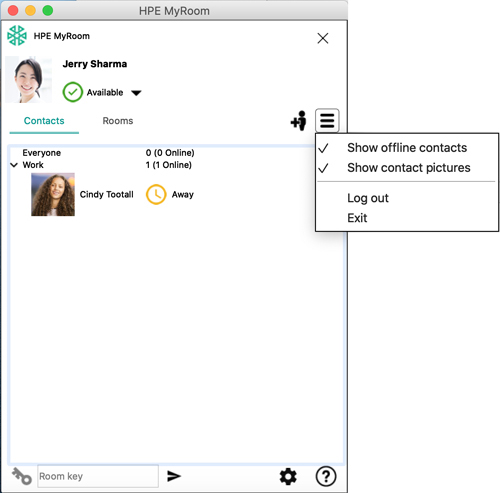 HPE MyRoom
HPE MyRoom
Jerry Sharma
Available
Contacts Rooms
Everyone 0 (0 Online)
Work 1 (1 Online)
Cindy Tootall Away
Show offline contacts
Show contact pictures
Log out
Exit
Room key
?